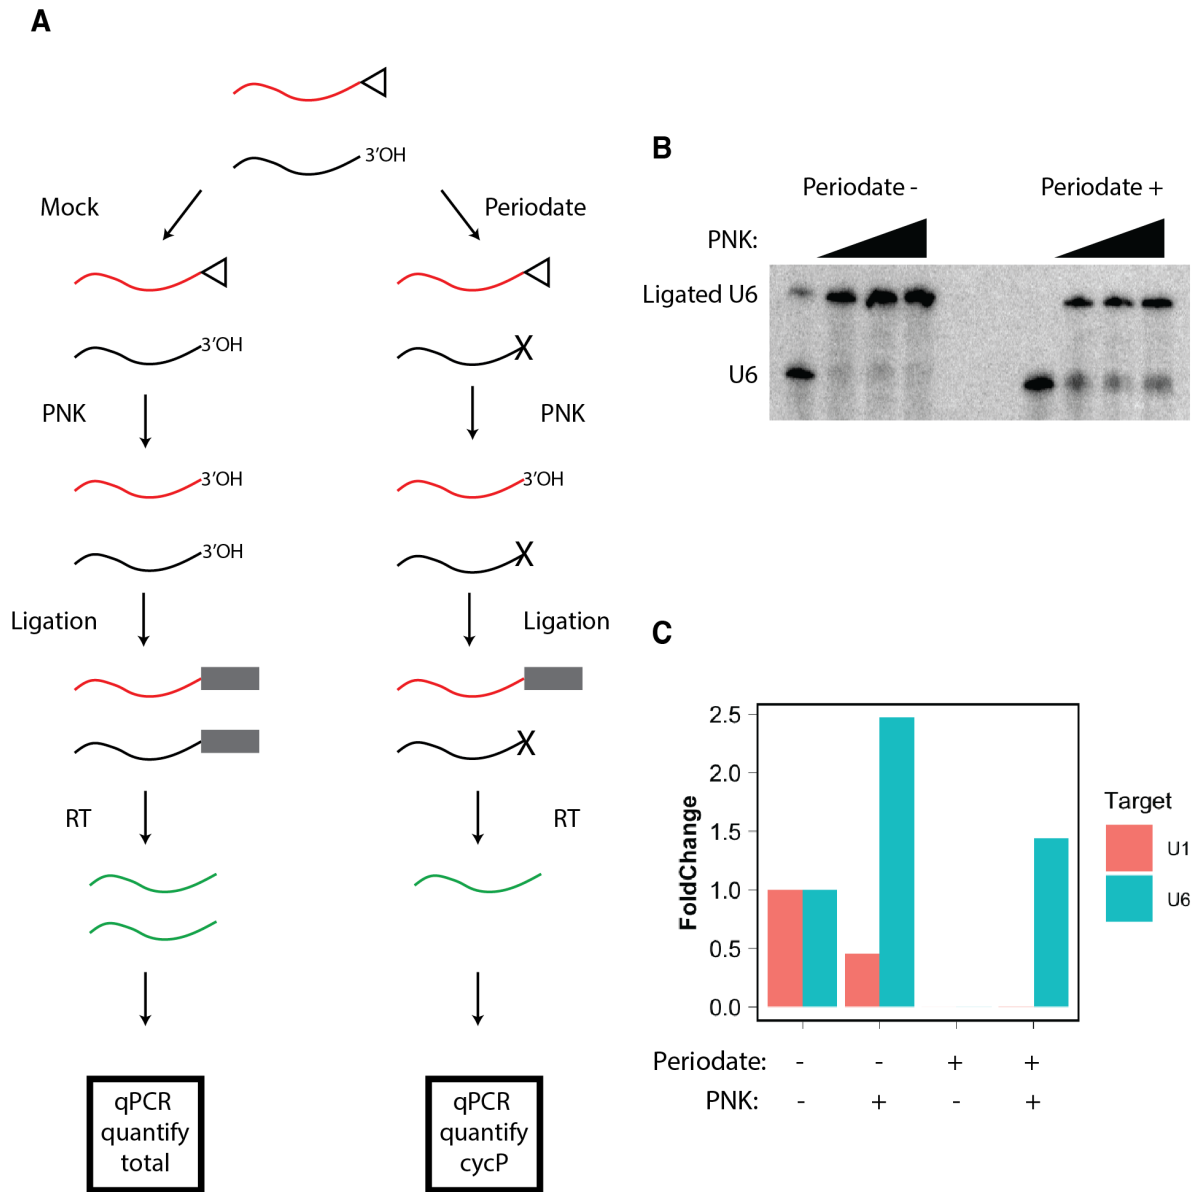 A
3'OH
Mock
Periodate
3'OH
X
PNK
PNK
3'OH
3'OH
3'OH
X
Ligation
Ligation
X
RT
RT
qPCR
quantify
total
qPCR
quantify
cycP
B
Periodate -
Periodate +
PNK:
Ligated U6
U6
C
FoldChange
2.5
2.0
1.5
1.0
0.5
0.0
Target
U1
U6
Periodate: - - + +
PNK: - + - +